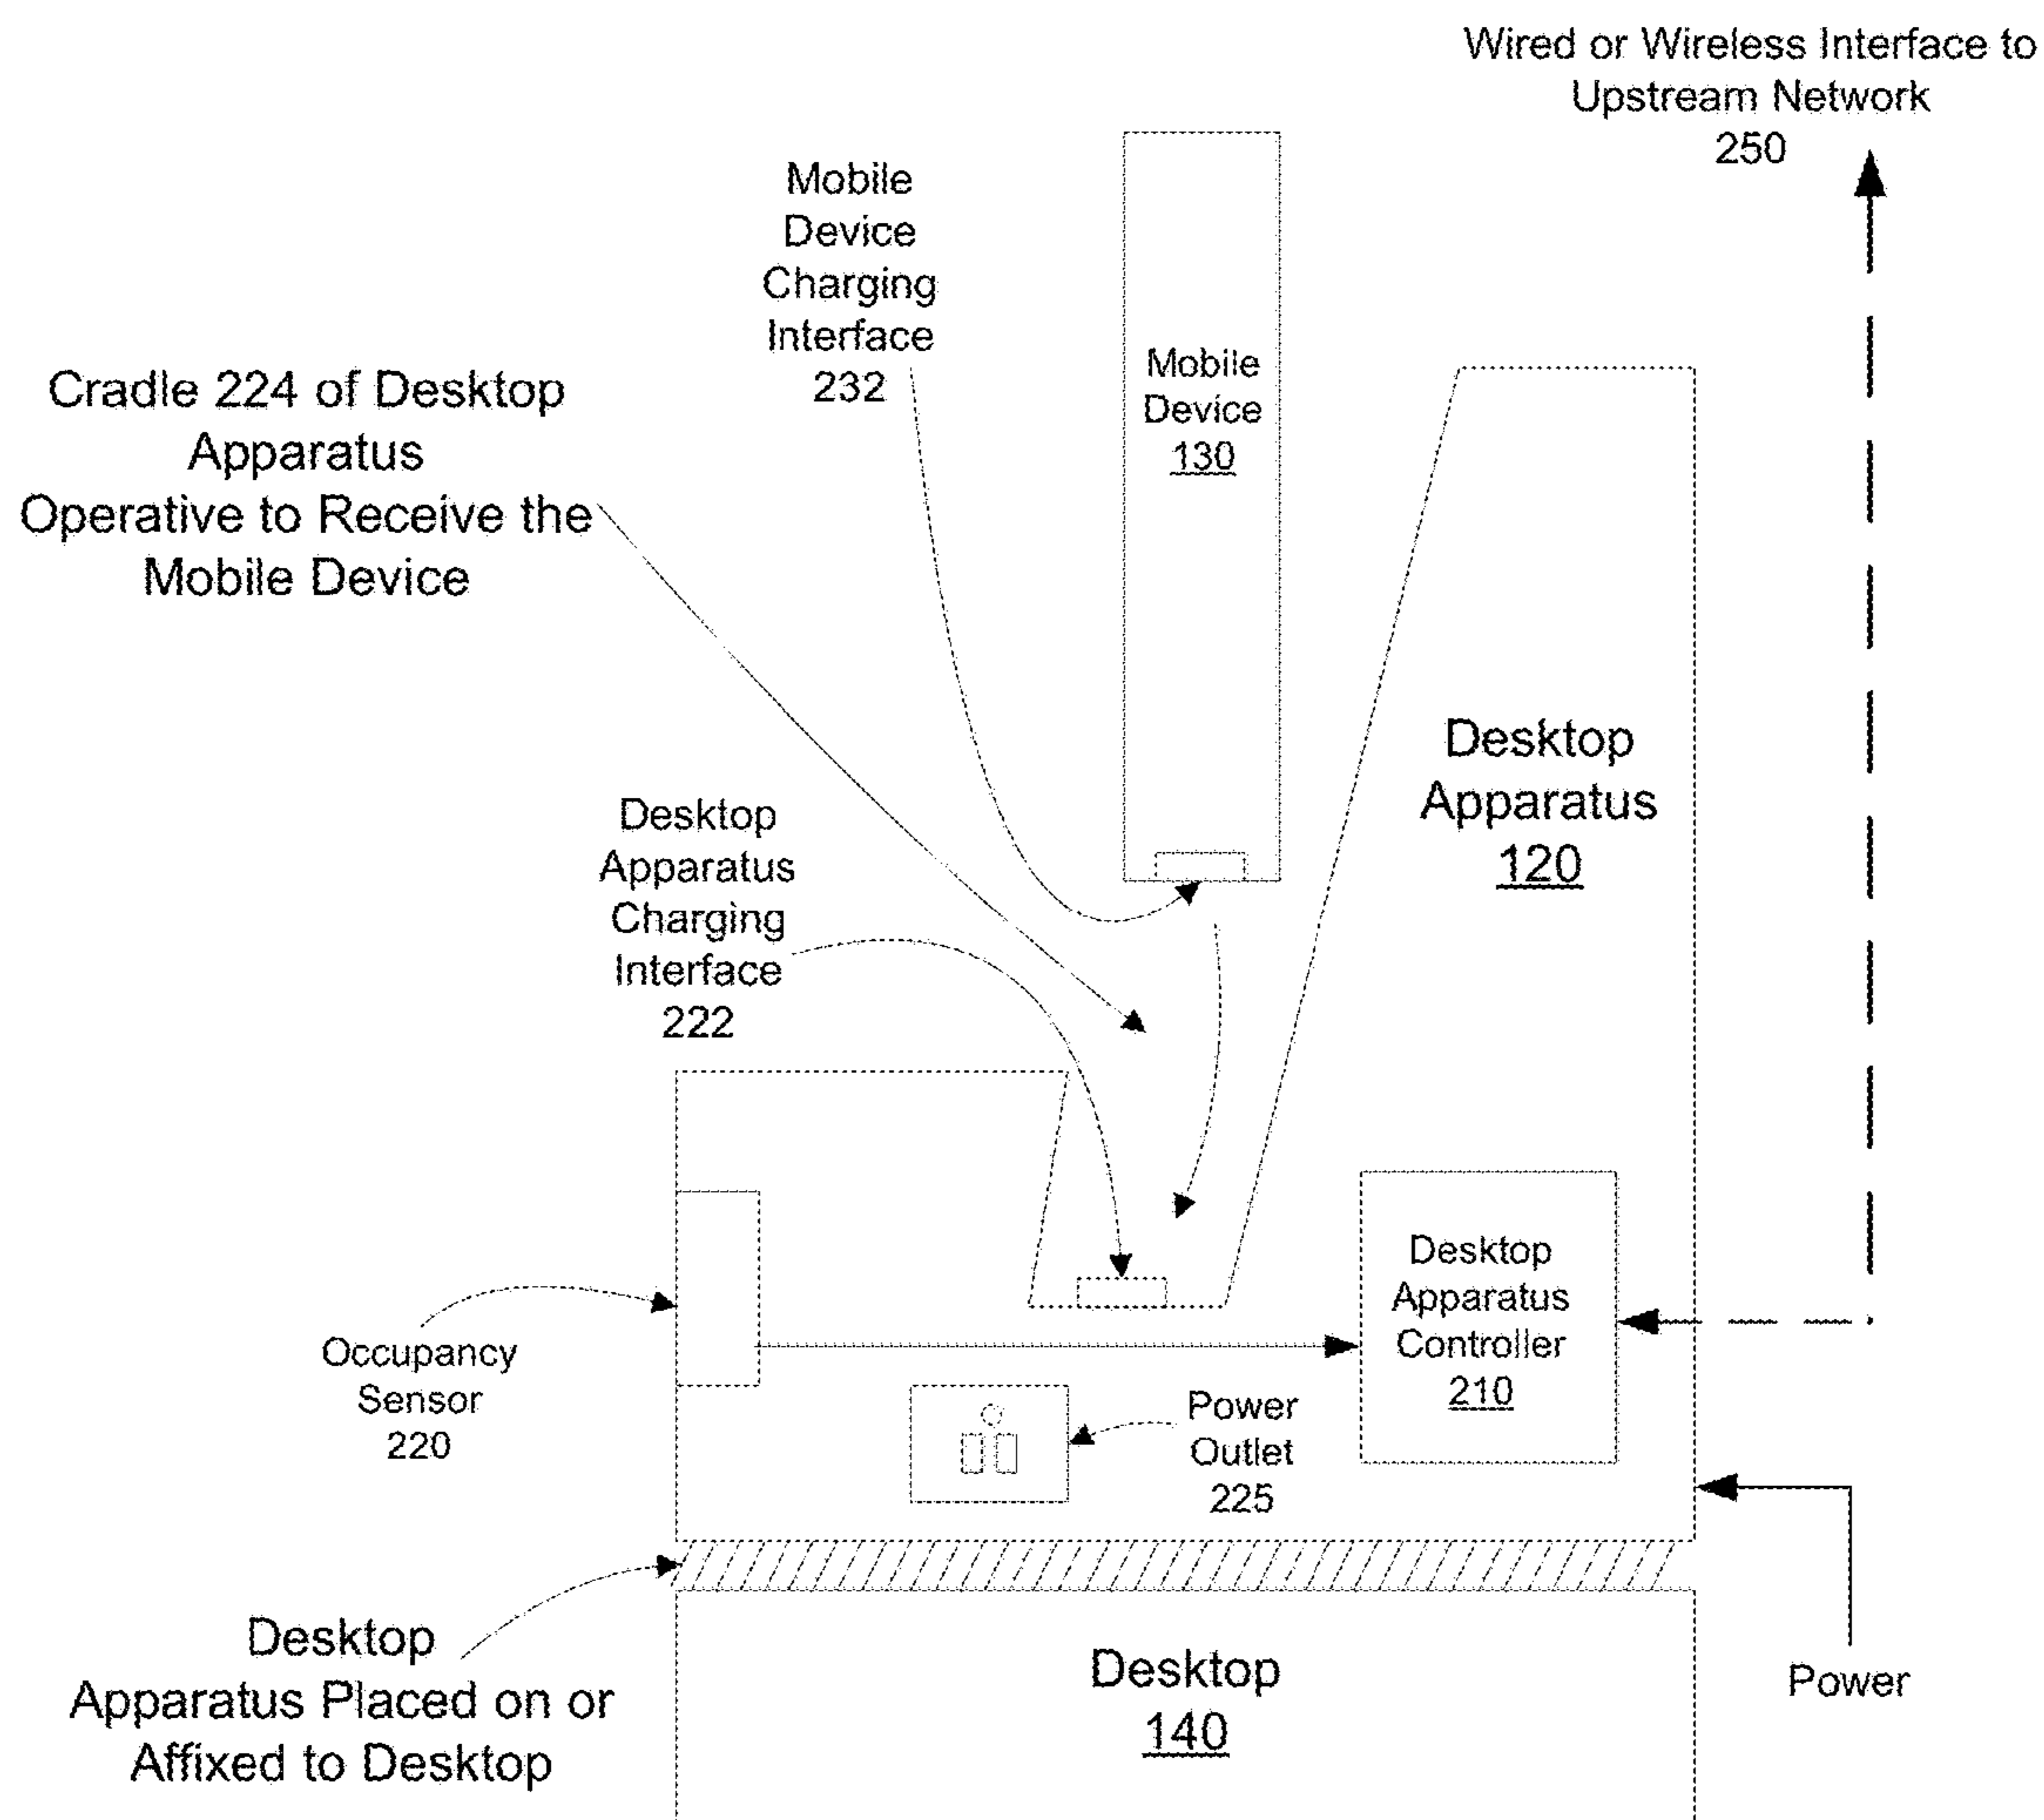 Wired or Wireless Interface to
Upstream Network
250
Mobile
Device
Charging
Interface
232
Mobile
Device
130
Cradle 224 of Desktop
Apparatus
Operative to Receive the
Mobile Device
Desktop
Apparatus
120
Desktop
Apparatus
Charging
Interface
222
Desktop
Apparatus
Controller
210
Occupancy
Sensor
220
Power
Outlet
225
Desktop
Apparatus Placed on or
Affixed to Desktop
Desktop
140
Power